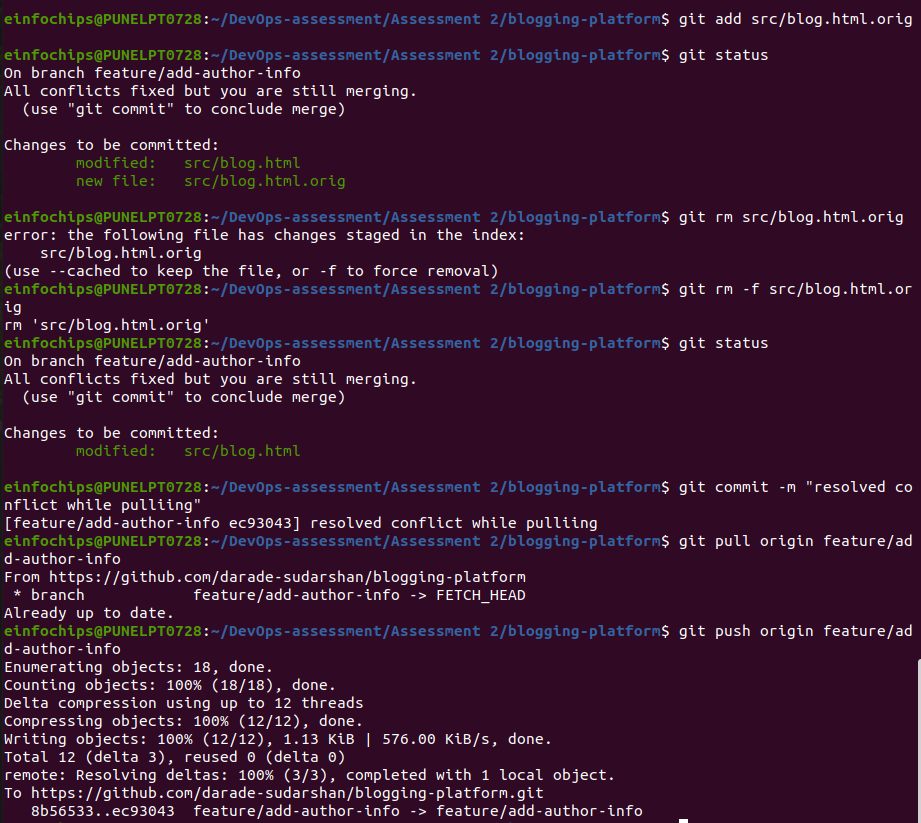 einfochips@PUNELPT0728:~/DevOps-assessment/Assessment 2/blogging-platform$ git add src/blog.html.orig
einfochips@PUNELPT0728:~/DevOps-assessment/Assessment 2/blogging-platform$ git status
On branch feature/add-author-info
All conflicts fixed but you are still merging.
  (use "git commit" to conclude merge)
Changes to be committed:
        modified:   src/blog.html
        new file:   src/blog.html.orig
einfochips@PUNELPT0728:~/DevOps-assessment/Assessment 2/blogging-platform$ git rm src/blog.html.orig
error: the following file has changes staged in the index:
    src/blog.html.orig
(use --cached to keep the file, or -f to force removal)
einfochips@PUNELPT0728:~/DevOps-assessment/Assessment 2/blogging-platform$ git rm -f src/blog.html.or
ig
rm 'src/blog.html.orig'
einfochips@PUNELPT0728:~/DevOps-assessment/Assessment 2/blogging-platform$ git status
On branch feature/add-author-info
All conflicts fixed but you are still merging.
  (use "git commit" to conclude merge)
Changes to be committed:
        modified:   src/blog.html
einfochips@PUNELPT0728:~/DevOps-assessment/Assessment 2/blogging-platform$ git commit -m "resolved co
nflict while pulliing"
[feature/add-author-info ec93043] resolved conflict while pulliing
einfochips@PUNELPT0728:~/DevOps-assessment/Assessment 2/blogging-platform$ git pull origin feature/ad
d-author-info
From https://github.com/darade-sudarshan/blogging-platform
 * branch            feature/add-author-info -> FETCH_HEAD
Already up to date.
einfochips@PUNELPT0728:~/DevOps-assessment/Assessment 2/blogging-platform$ git push origin feature/ad
d-author-info
Enumerating objects: 18, done.
Counting objects: 100% (18/18), done.
Delta compression using up to 12 threads
Compressing objects: 100% (12/12), done.
Writing objects: 100% (12/12), 1.13 KiB | 576.00 KiB/s, done.
Total 12 (delta 3), reused 0 (delta 0)
remote: Resolving deltas: 100% (3/3), completed with 1 local object.
To https://github.com/darade-sudarshan/blogging-platform.git
   8b56533..ec93043  feature/add-author-info -> feature/add-author-info